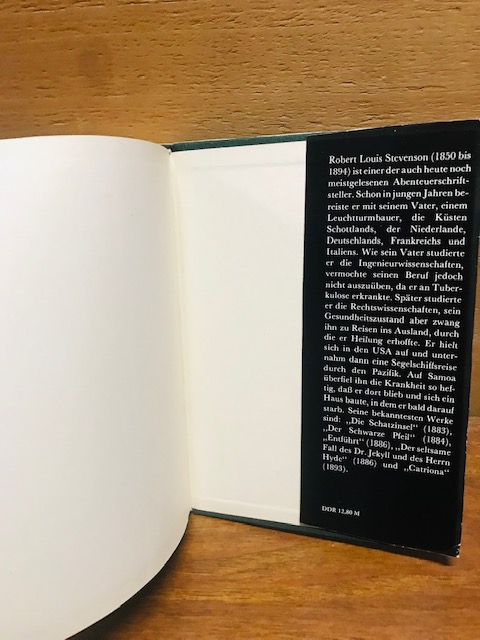 Robert Louis Stevenson (1850 bis
1894) ist einer der auch heute noch
meistgelesenen Abenteuerschrift-
steller. Schon in jungen Jahren be-
reiste er mit seinem Vater, einem
Leuchtturmbauer, die Küsten
Schottlands, der Niederlande,
Deutschlands, Frankreichs und
Italiens. Wie sein Vater studierte
er die Ingenieurwissenschaften,
vermochte seinen Beruf jedoch
nicht auszuüben, da er an Tuber-
kulose erkrankte. Später studierte
er die Rechtswissenschaften, sein
Gesundheitszustand aber zwang
ihn zu Reisen ins Ausland, durch
die er Heilung erhoffte. Er hielt
sich in den USA auf und unter-
nahm dann eine Segelschiffsreise
durch den Pazifik. Auf Samoa
überfiel ihn die Krankheit so hef-
tig, daß er dort blieb und sich ein
Haus baute, in dem er bald darauf
starb. Seine bekanntesten Werke
sind: „Die Schatzinsel“ (1883),
„Der Schwarze Pfeil“ (1884),
„Entführt“ (1886), „Der seltsame
Fall des Dr. Jekyll und des Herrn
Hyde“ (1886) und „Catriona“
(1893).
DDR 12,80 M